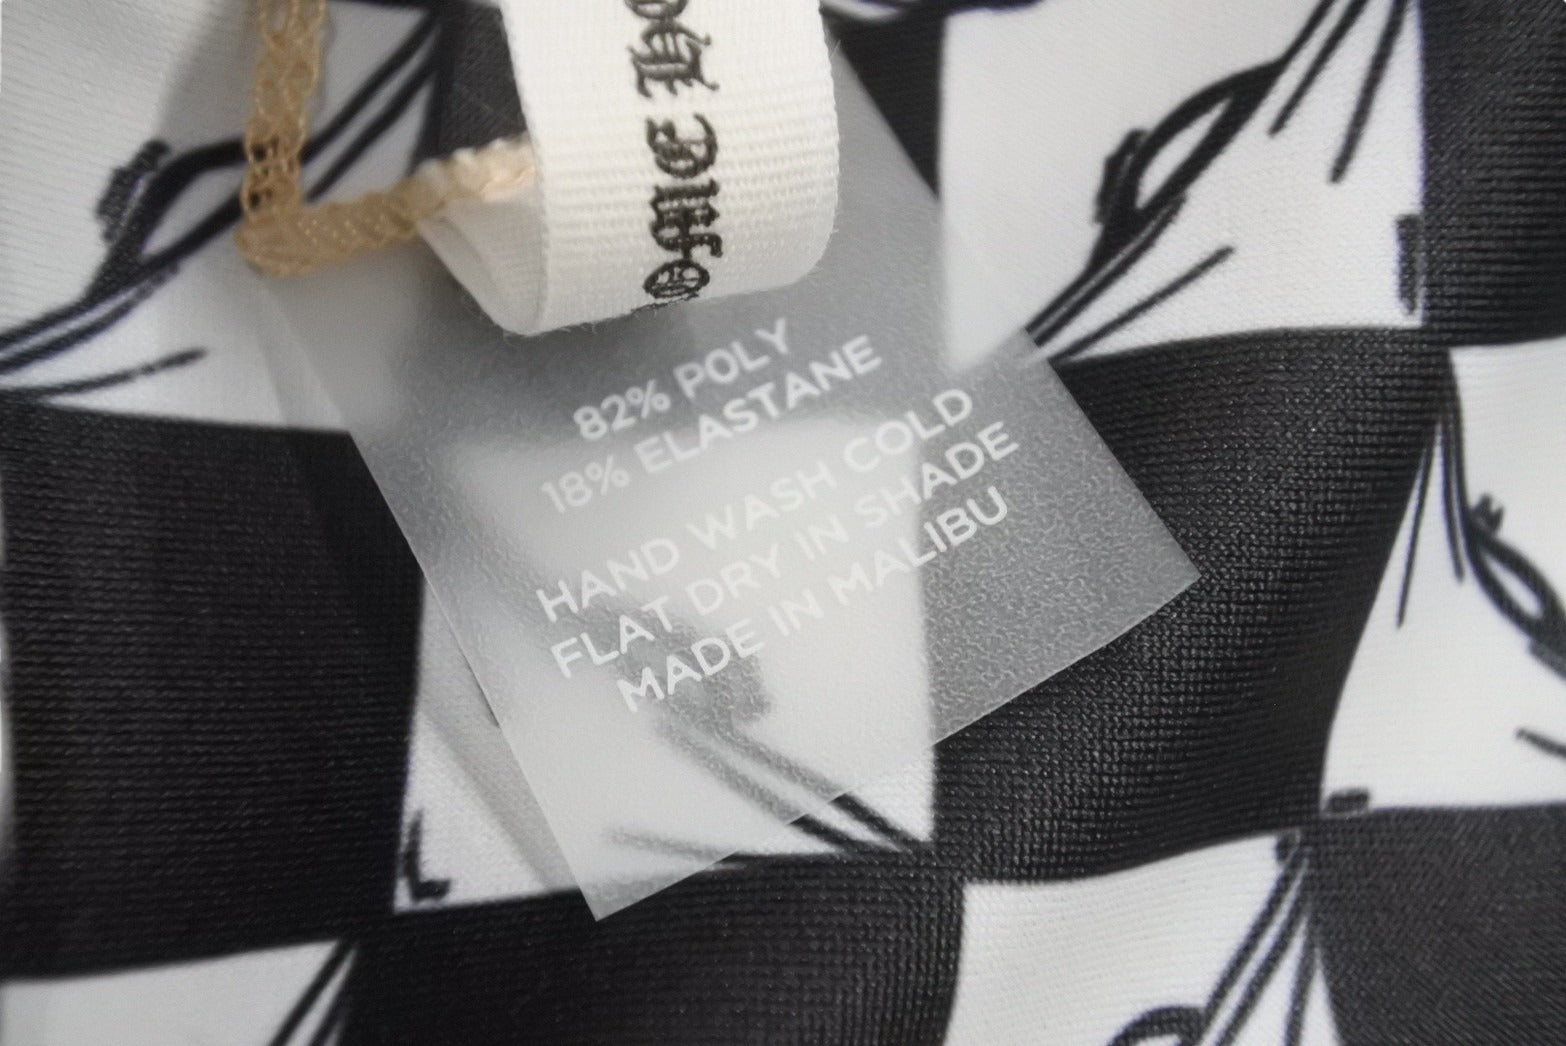 82% POLY
18% ELASTANE
HAND WASH COLD
FLAT DRY IN SHADE
MADE IN MALIBU